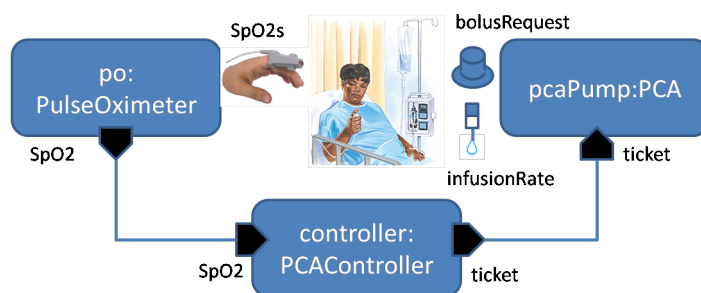 SpO2s
bolusRequest
po:
PulseOximeter
pcaPump:PCA
SpO2
ticket
infusionRate
controller:
PCAController
SpO2
ticket